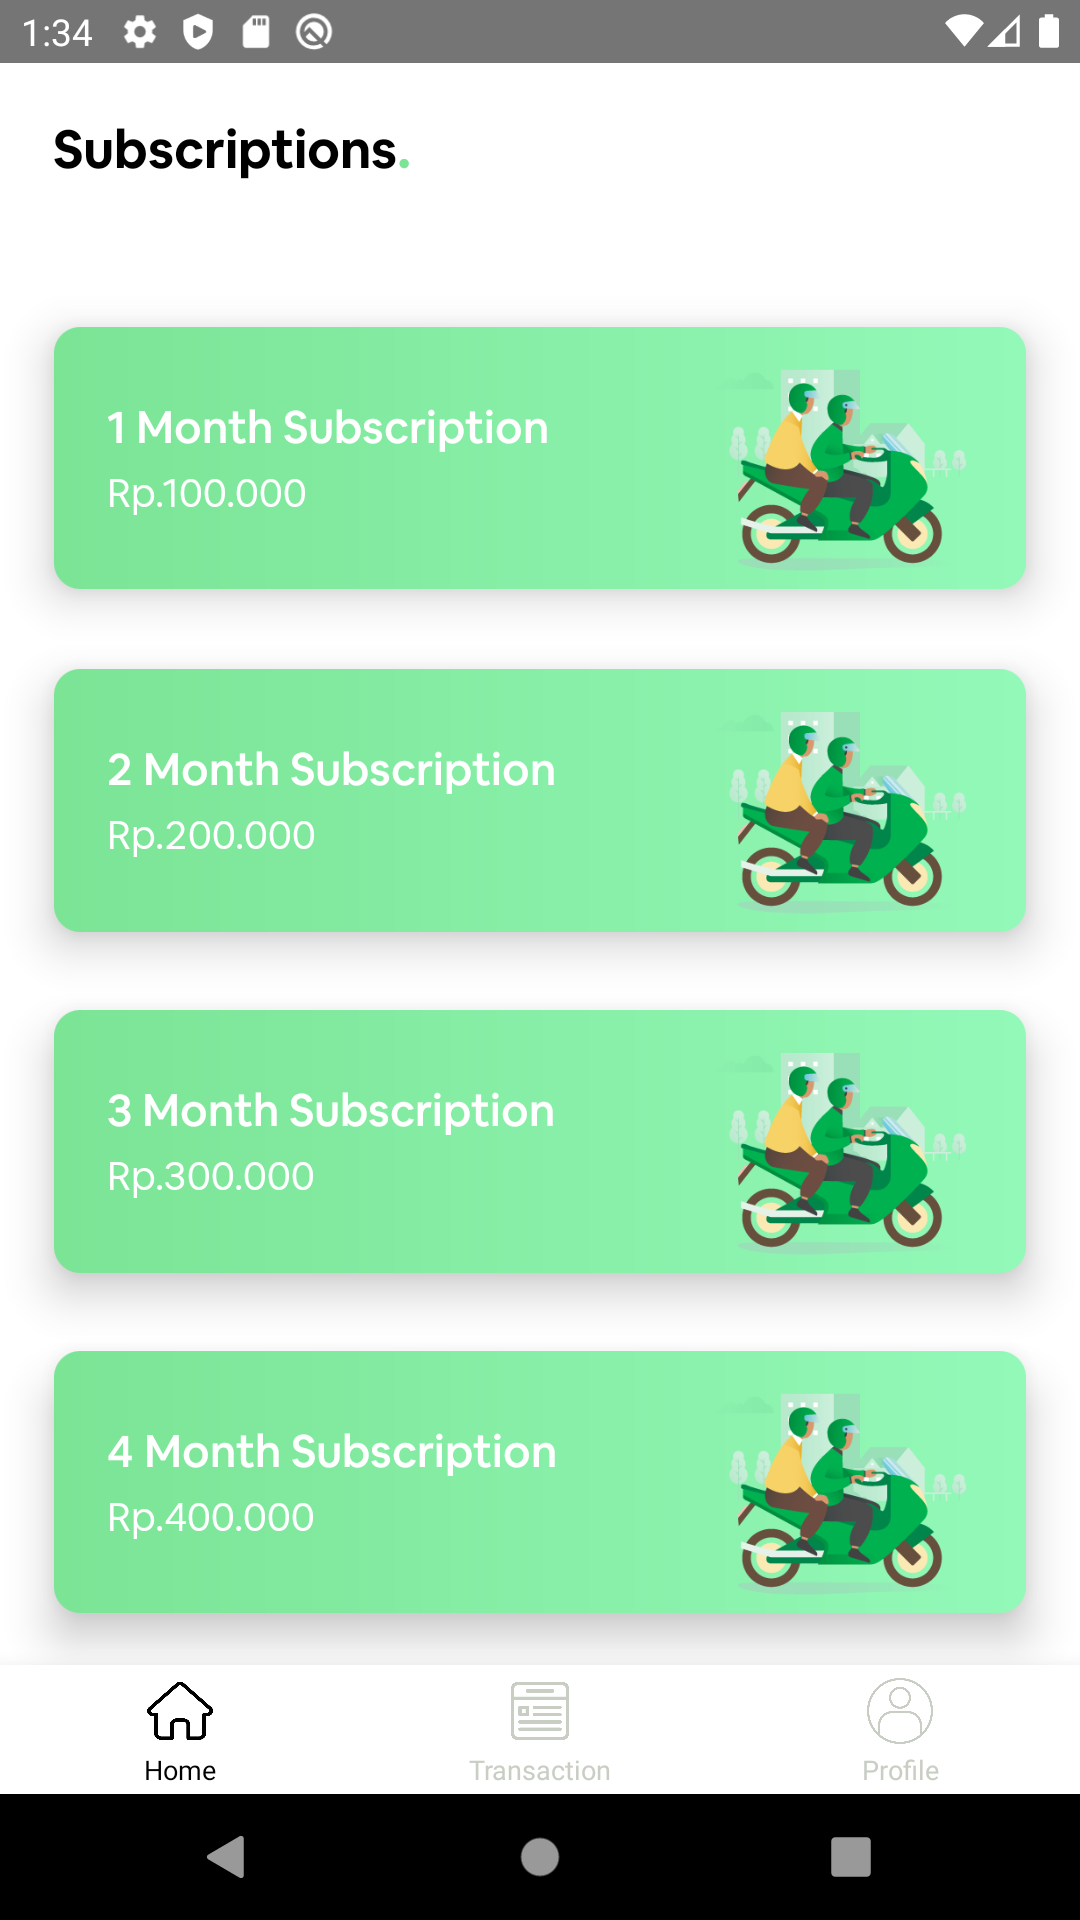 1:34
Subscriptions.
1 Month Subscription
Rp.100.000
2 Month Subscription
Rp.200.000
3 Month Subscription
Rp.300.000
4 Month Subscription
Rp.400.000
Home
Transaction
Profile